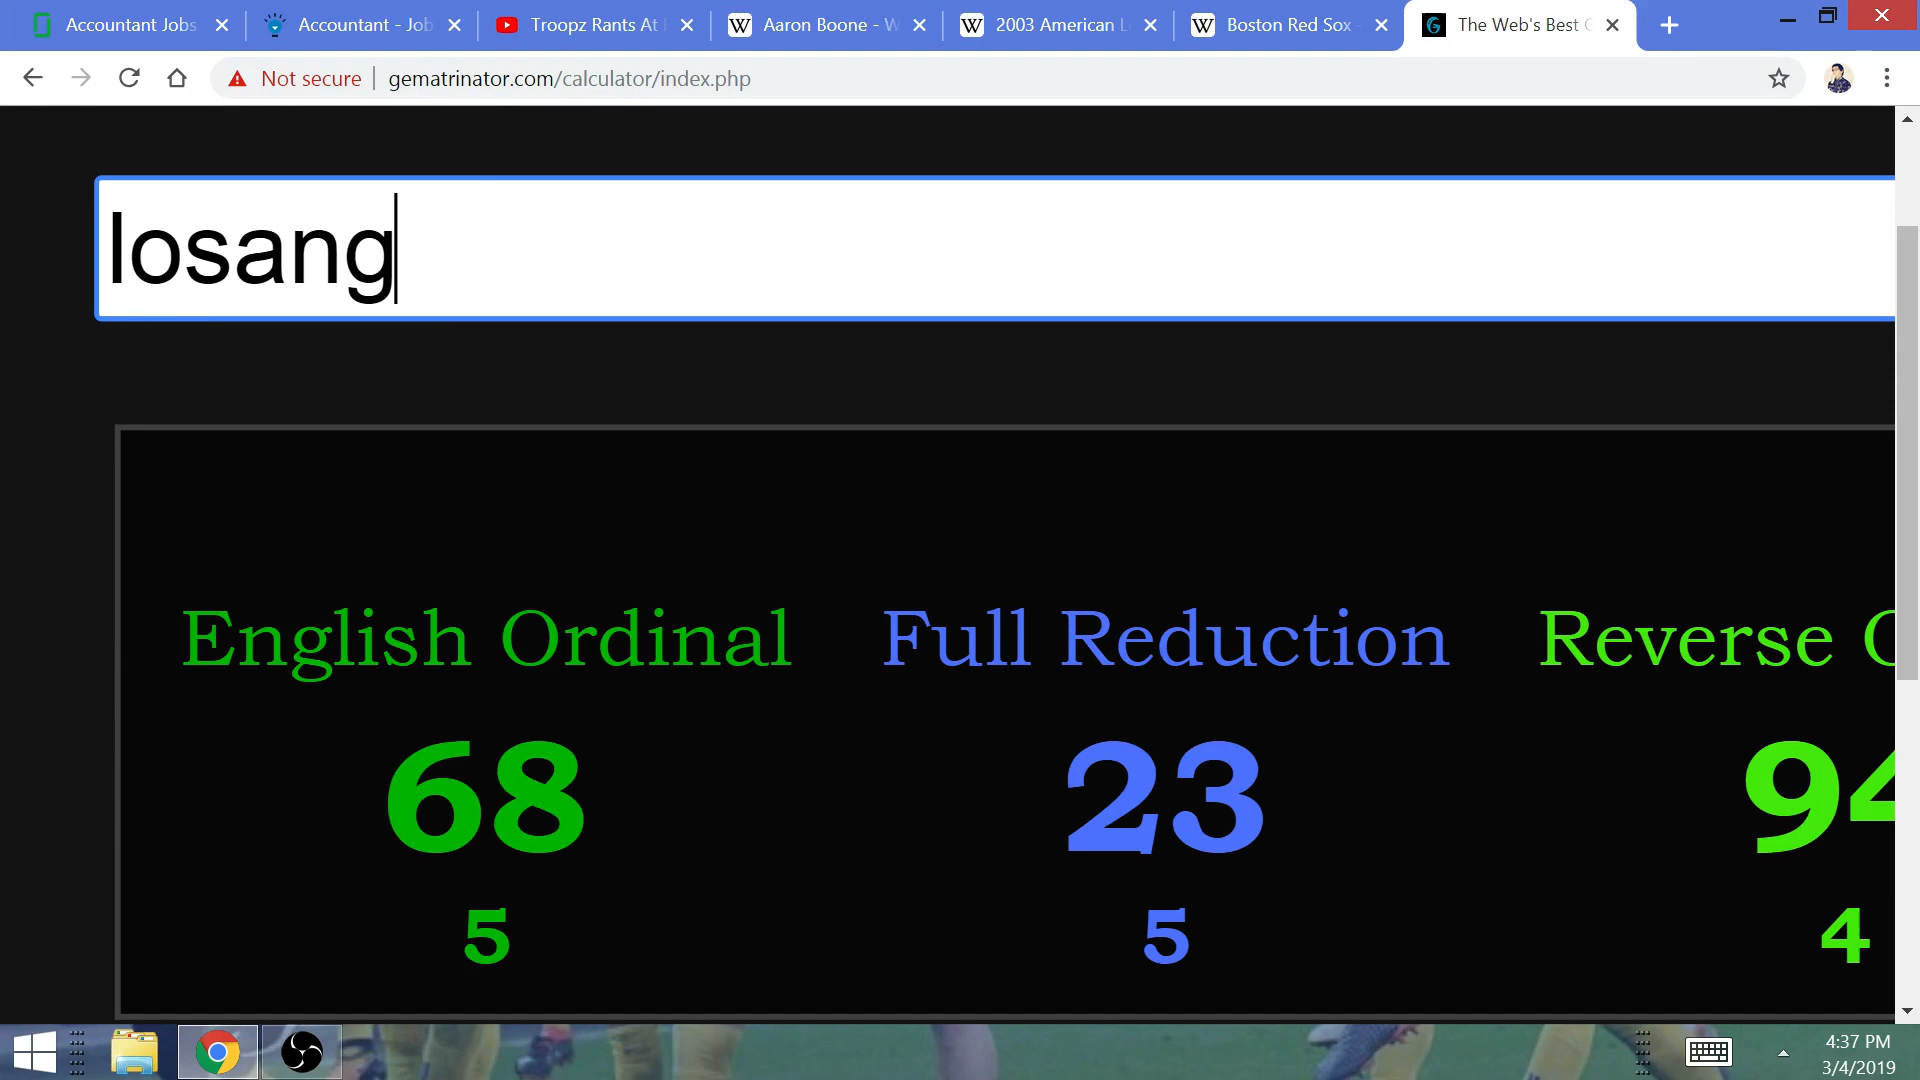 Accountant Jobs
Accountant - Job
Troopz Rants At
Aaron Boone - W
2003 American L
Boston Red Sox -
The Web's Best
Not secure | gematrinator.com/calculator/index.php
losang
English Ordinal
Full Reduction
Reverse O
68
23
94
5
5
4
4:37 PM
3/4/2019